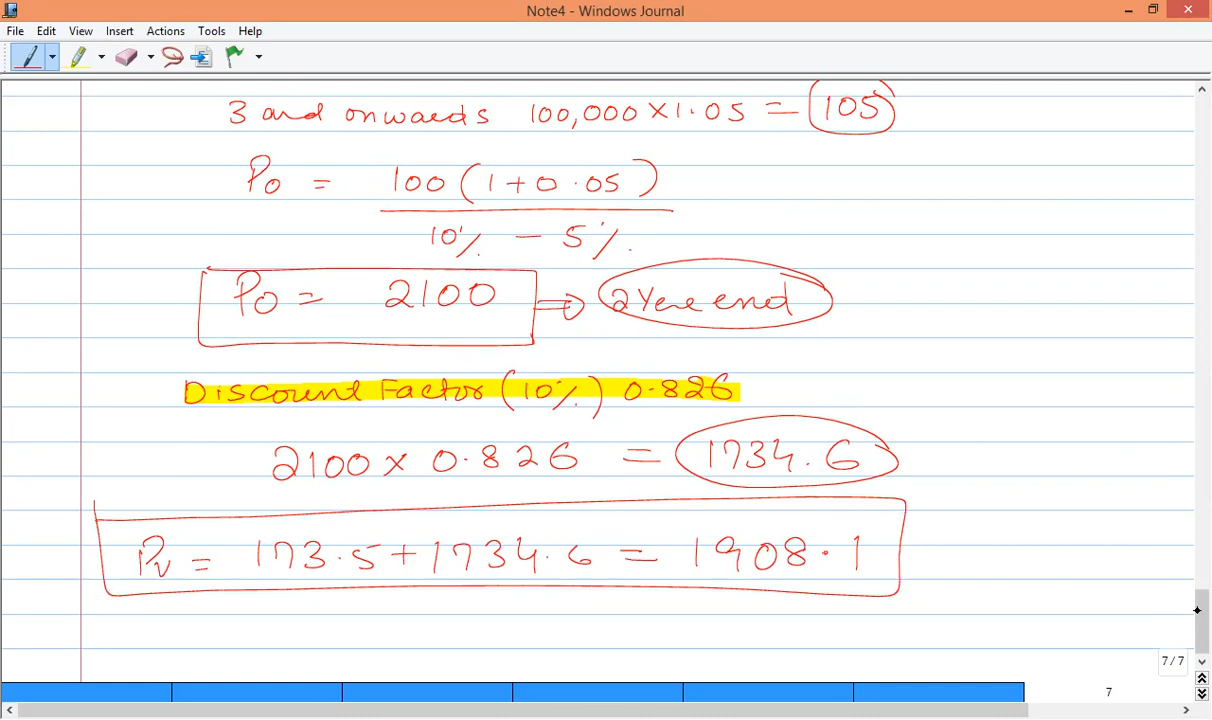 Note4 - Windows Journal
File Edit View Insert Actions Tools Help
3 and onwards 100,000 × 1.05 = 105
Po = 100 (1+0.05)
10% - 5%
Po = 2100 ⇒ 2 Year end
Discount Factor (10%) 0.826
2100 × 0.826 = 1734.6
Pv = 173.5 + 1734.6 = 1908.1
7 / 7
7